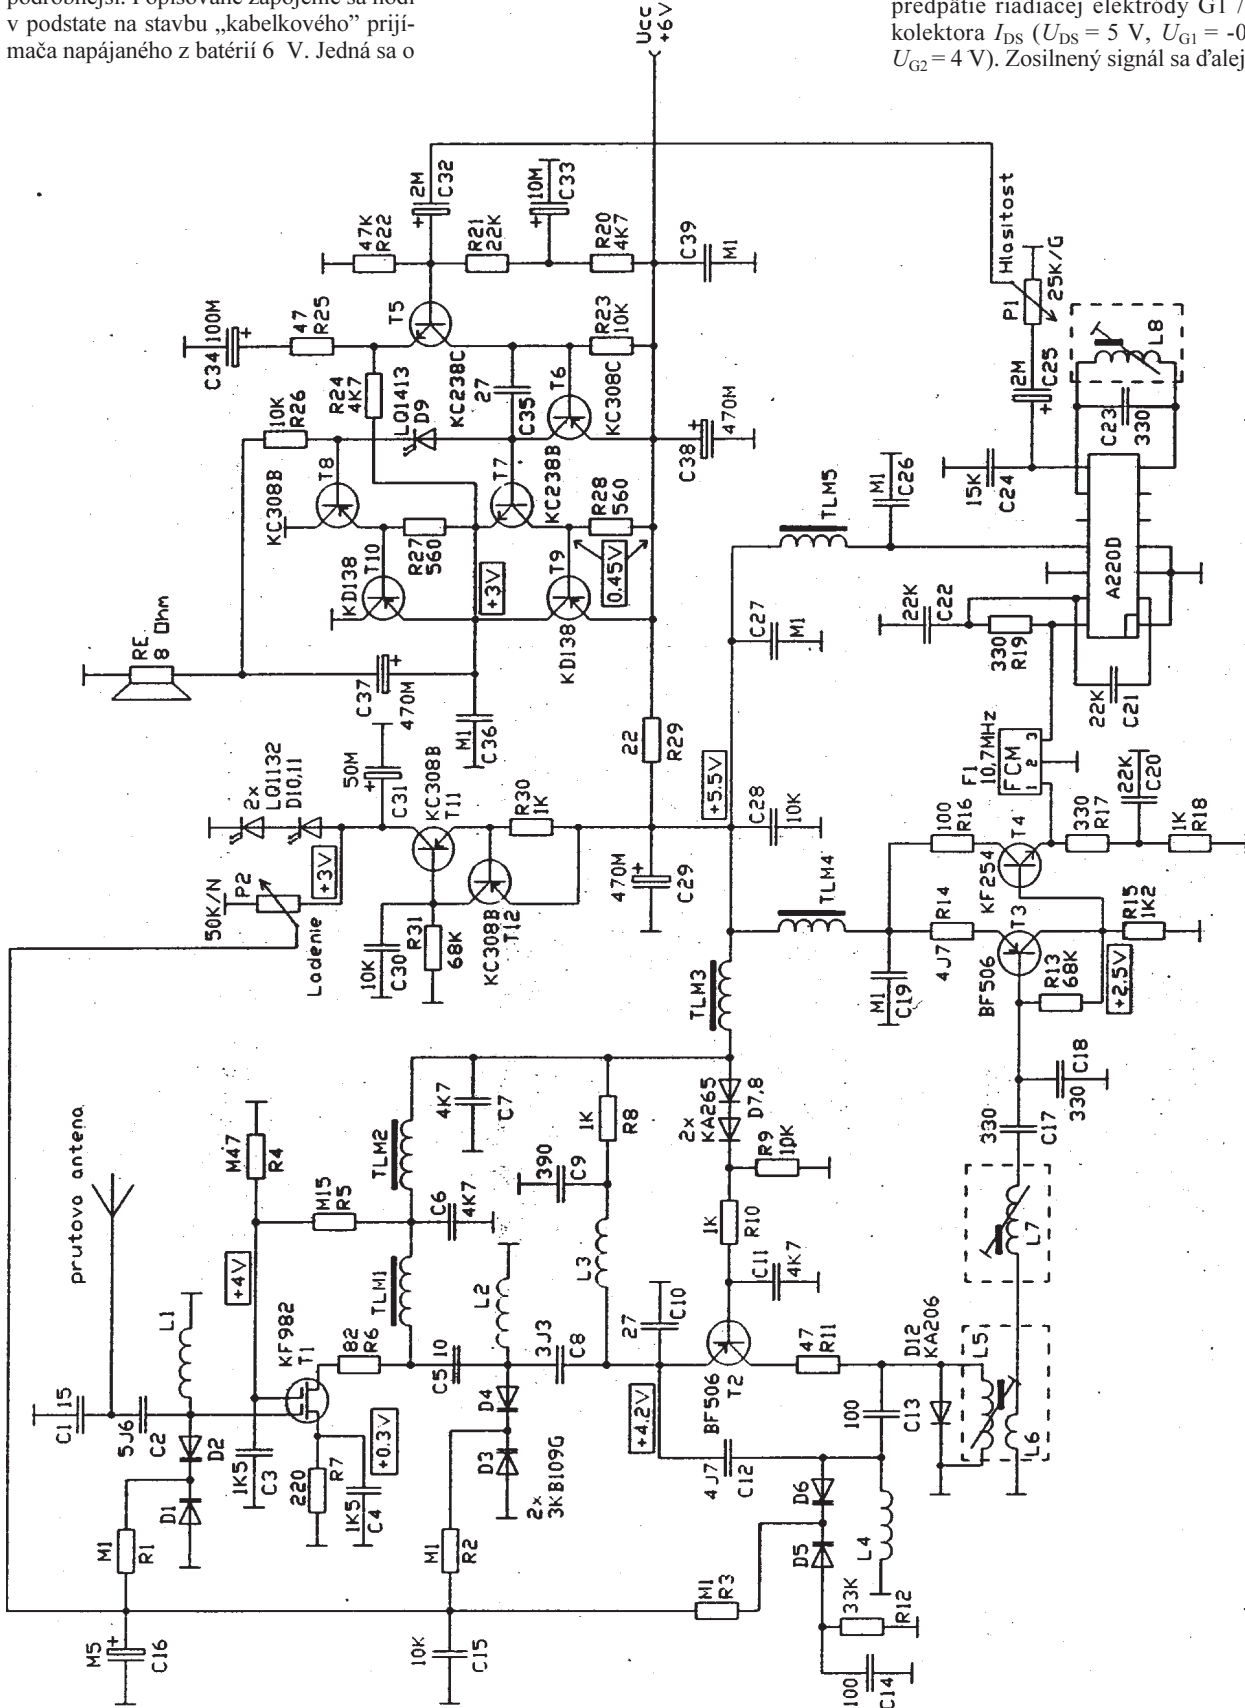 podrobnejší. Popisované zapojenie sa hodí
v podstate na stavbu „kabelkového” prijí-
mača napájaného z batérií 6 V. Jedná sa o
predpätie riadiacej elektródy G1 /
kolektora I_DS (U_DS = 5 V, U_G1 = -0
U_G2 = 4 V). Zosilnený signál sa ďalej
Ucc
+6V
2M
C32
47K
R22
R21
22K
10M
C33
R20
4K7
C39
M1
C34 100M
47
R25
T5
R24
4K7
LQ1413
D9
KC238C
27
C35
R23
10K
T6
KC308C
10K
R26
KC308B
T8
T7
KC238B
R28
560
C38
470M
KD138
T10
R27
560
+3V
T9
0.45V
KD138
RE
8 Ohm
C37
470M
M1
C36
22
R29
Hlasitost
P1
25K/G
2M
C25
L8
C23
330
15K
C24
TLM5
M1
C26
A220D
22K
C22
330
R19
22K
C21
C27
M1
+5.5V
C28
10K
F1
10,7MHz
FCM
1 2 3
2x
LQ1132
D10,11
50M
C31
KC308B
T11
R30
1K
50K/N
P2
+3V
Ladenie
10K
C30
R31
68K
KC308B
T12
470M
C29
TLM4
TLM3
100
R16
T4
KF254
330
R17
22K
C20
1K
R18
4J7
R14
M1
C19
BF506
T3
R15
1K2
R13
68K
+2.5V
330
C17
330
C18
L7
prutova antena
M47
R4
M15
R5
+4V
TLM2
4K7
C7
C6
4K7
TLM1
1K
R8
390
C9
L3
2x
KA265
D7,8
R9
10K
1K
R10
C11
4K7
L1
KF982
T1
82
R6
L2
C5 10
3J3
C8
27
C10
D4
D3
2x
3KB109G
+4.2V
BF506
T2
47
R11
D12
KA206
L5
L6
C1 15
5J6
C2
D2
D1
1K5
C3
220
R7
+0.3V
1K5
C4
M1
R1
M1
R2
M1
R3
4J7
C12
100
C13
D6
D5
L4
33K
R12
100
C14
M5
C16
10K
C15